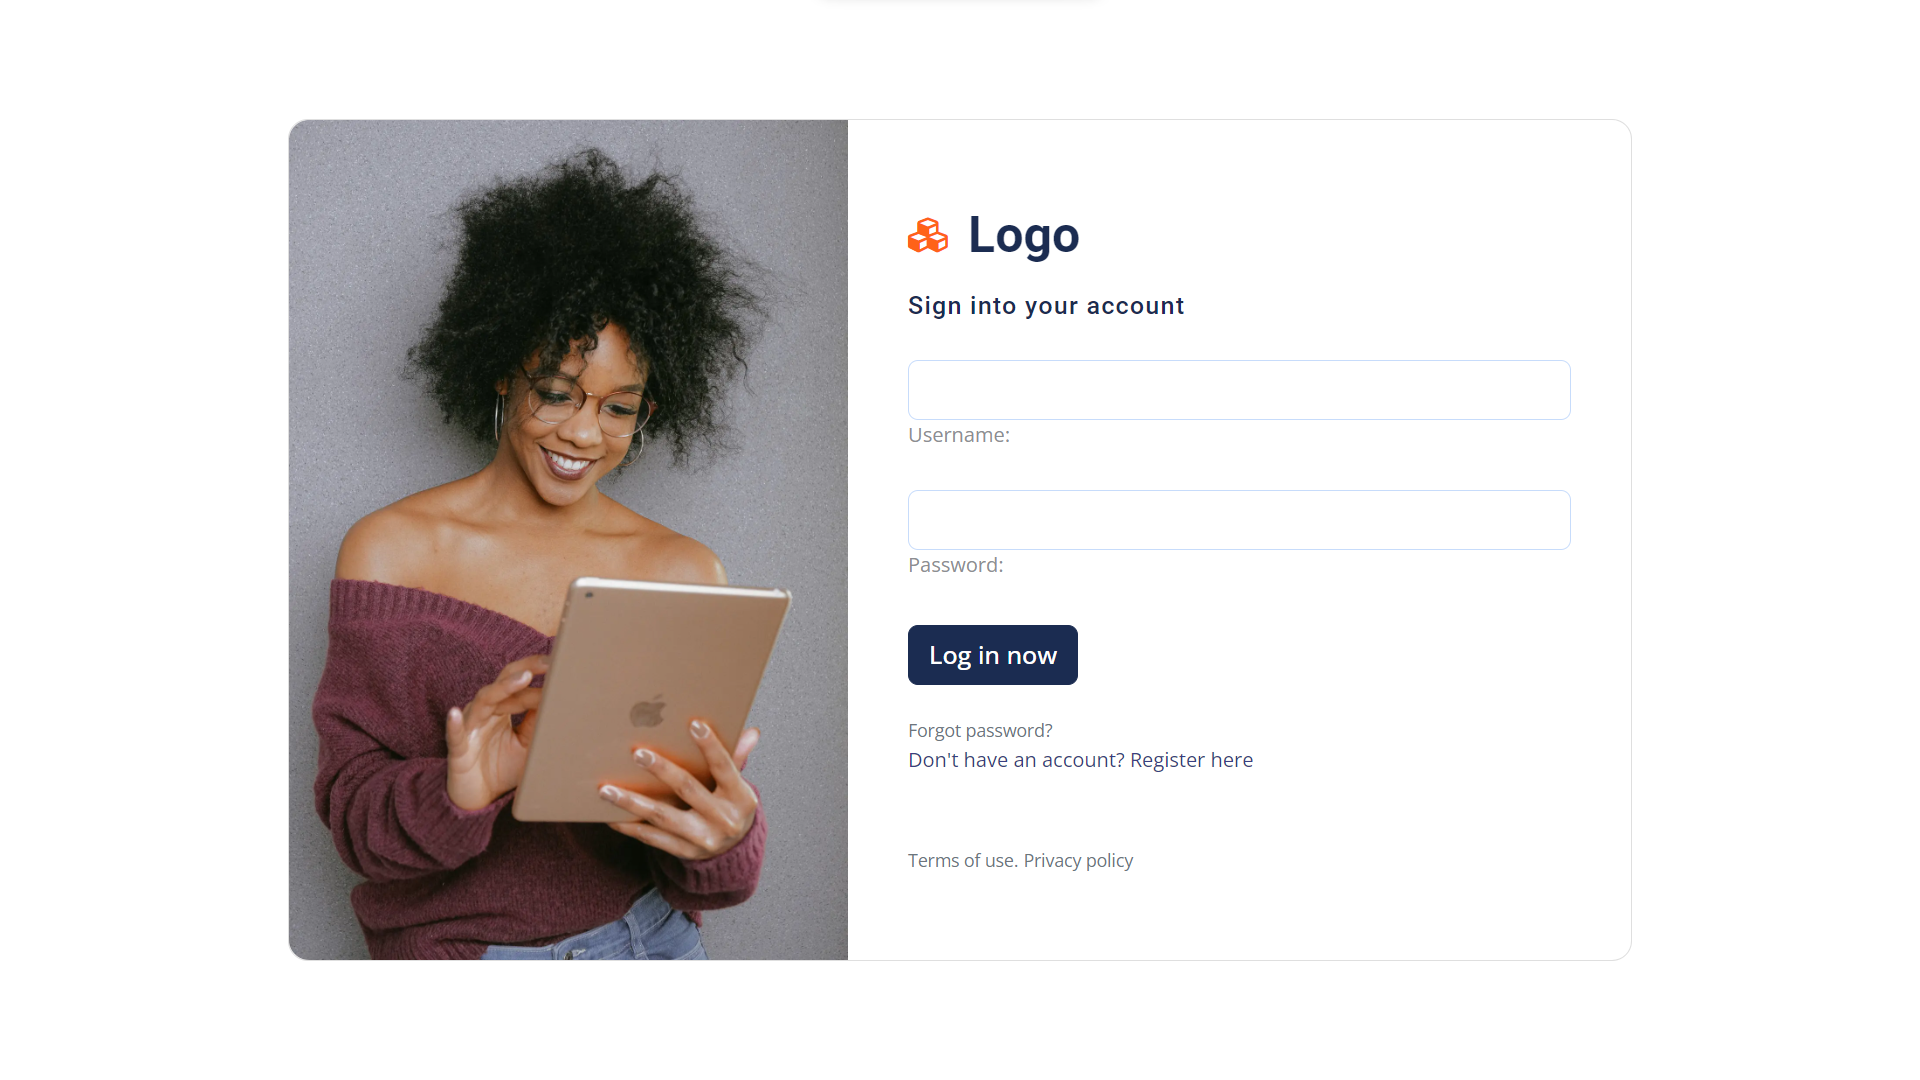 Logo
Sign into your account
Username:
Password:
Log in now
Forgot password?
Don't have an account? Register here
Terms of use. Privacy policy